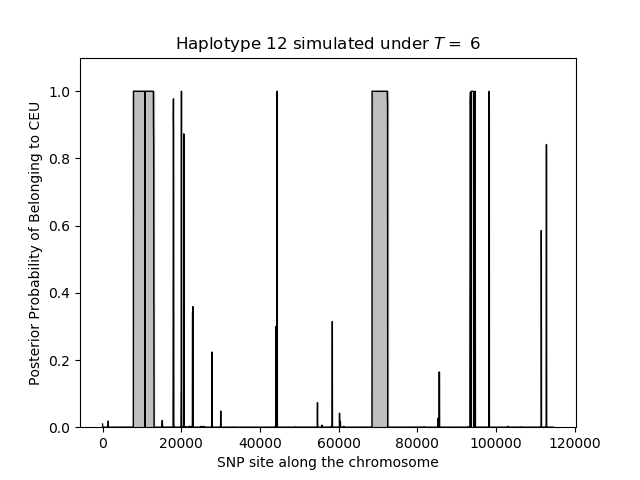 Haplotype 12 simulated under T = 6
Posterior Probability of Belonging to CEU
1.0
0.8
0.6
0.4
0.2
0.0
0 20000 40000 60000 80000 100000 120000
SNP site along the chromosome